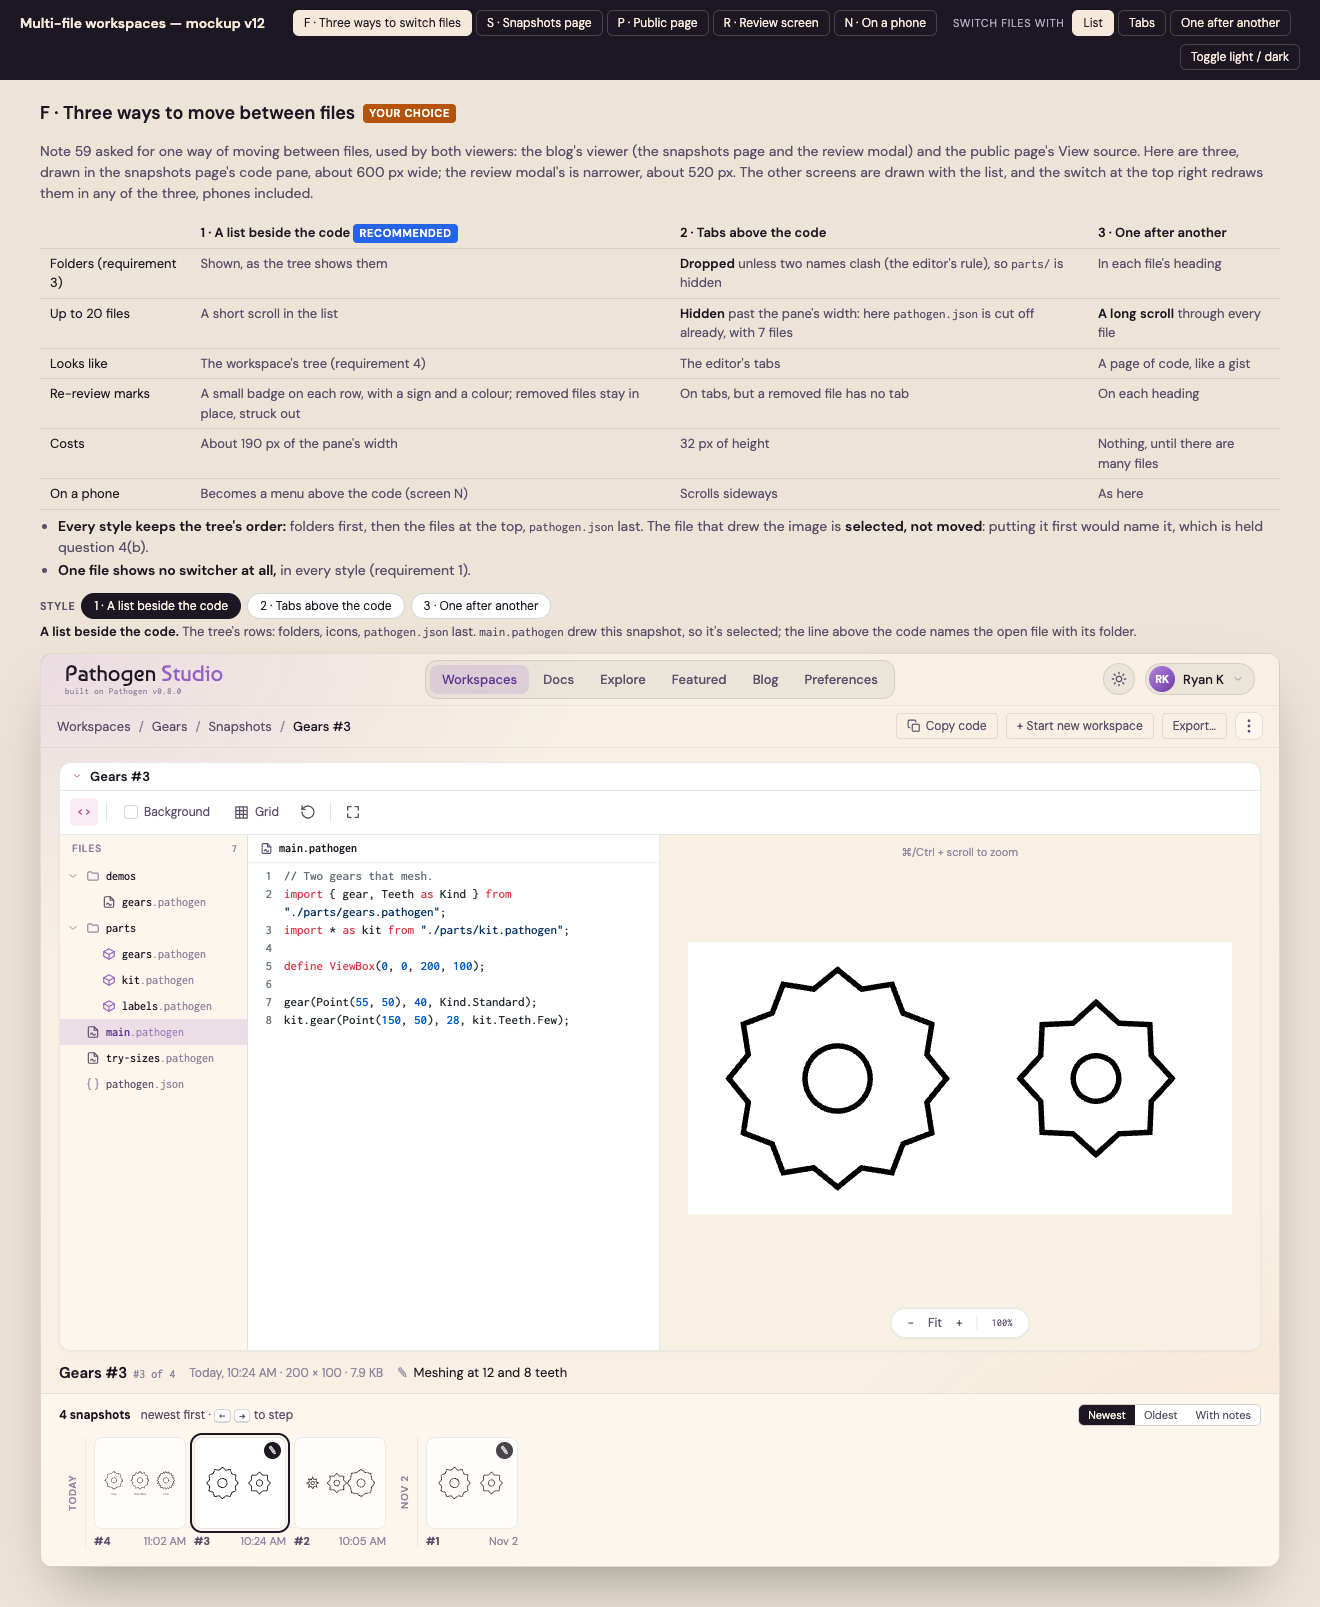 Multi-file workspaces — mockup v12
F · Three ways to switch files
S · Snapshots page
P · Public page
R · Review screen
N · On a phone
SWITCH FILES WITH
List
Tabs
One after another
Toggle light / dark
F · Three ways to move between files YOUR CHOICE
Note 59 asked for one way of moving between files, used by both viewers: the blog's viewer (the snapshots page and the review modal) and the public page's View source. Here are three,
drawn in the snapshots page's code pane, about 600 px wide; the review modal's is narrower, about 520 px. The other screens are drawn with the list, and the switch at the top right redraws
them in any of the three, phones included.
1 · A list beside the code RECOMMENDED
2 · Tabs above the code
3 · One after another
Folders (requirement
3)
Shown, as the tree shows them
Dropped unless two names clash (the editor's rule), so parts/ is
hidden
In each file's heading
Up to 20 files
A short scroll in the list
Hidden past the pane's width: here pathogen.json is cut off
already, with 7 files
A long scroll through every
file
Looks like
The workspace's tree (requirement 4)
The editor's tabs
A page of code, like a gist
Re-review marks
A small badge on each row, with a sign and a colour; removed files stay in
place, struck out
On tabs, but a removed file has no tab
On each heading
Costs
About 190 px of the pane's width
32 px of height
Nothing, until there are
many files
On a phone
Becomes a menu above the code (screen N)
Scrolls sideways
As here
• Every style keeps the tree's order: folders first, then the files at the top, pathogen.json last. The file that drew the image is selected, not moved: putting it first would name it, which is held
question 4(b).
• One file shows no switcher at all, in every style (requirement 1).
STYLE
1 · A list beside the code
2 · Tabs above the code
3 · One after another
A list beside the code. The tree's rows: folders, icons, pathogen.json last. main.pathogen drew this snapshot, so it's selected; the line above the code names the open file with its folder.
Pathogen Studio
built on Pathogen v0.8.0
Workspaces
Docs
Explore
Featured
Blog
Preferences
RK
Ryan K
Workspaces / Gears / Snapshots / Gears #3
Copy code
+ Start new workspace
Export…
Gears #3
<>
Background
Grid
FILES 7
demos
gears.pathogen
parts
gears.pathogen
kit.pathogen
labels.pathogen
main.pathogen
try-sizes.pathogen
{} pathogen.json
main.pathogen
1 // Two gears that mesh.
2 import { gear, Teeth as Kind } from
"./parts/gears.pathogen";
3 import * as kit from "./parts/kit.pathogen";
4
5 define ViewBox(0, 0, 200, 100);
6
7 gear(Point(55, 50), 40, Kind.Standard);
8 kit.gear(Point(150, 50), 28, kit.Teeth.Few);
⌘/Ctrl + scroll to zoom
− Fit + 100%
Gears #3 #3 of 4 Today, 10:24 AM · 200 × 100 · 7.9 KB ✎ Meshing at 12 and 8 teeth
4 snapshots newest first · ← → to step
Newest
Oldest
With notes
TODAY
#4 11:02 AM
#3 10:24 AM
#2 10:05 AM
NOV 2
#1 Nov 2